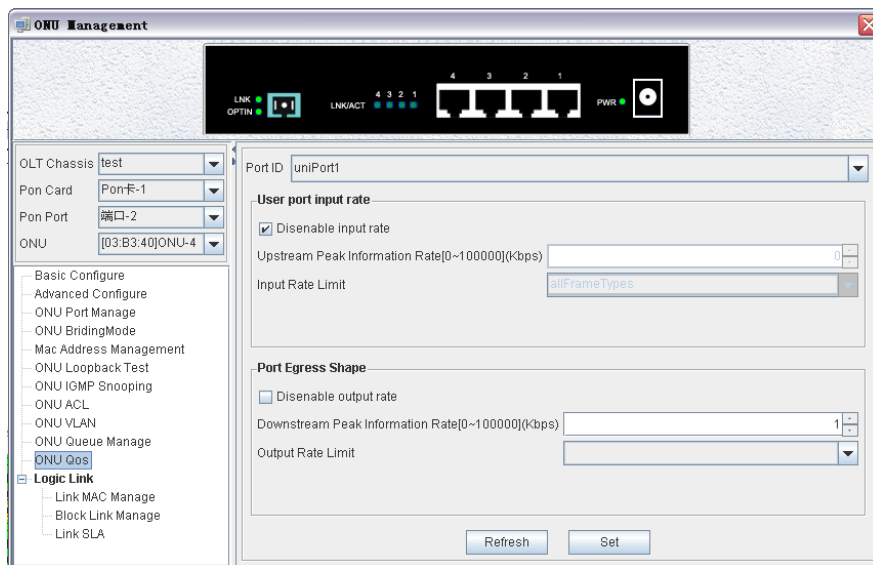 ONU Management
4 3 2 1
LNK
OPTIN
LNK/ACT
4 3 2 1
PWR
OLT Chassis test
Pon Card Pon卡-1
Pon Port 端口-2
ONU [03:B3:40]ONU-4
Basic Configure
Advanced Configure
ONU Port Manage
ONU BridingMode
Mac Address Management
ONU Loopback Test
ONU IGMP Snooping
ONU ACL
ONU VLAN
ONU Queue Manage
ONU Qos
Logic Link
Link MAC Manage
Block Link Manage
Link SLA
Port ID uniPort1
User port input rate
Disenable input rate
Upstream Peak Information Rate[0~100000](Kbps) 0
Input Rate Limit allFrameTypes
Port Egress Shape
Disenable output rate
Downstream Peak Information Rate[0~100000](Kbps) 1
Output Rate Limit
Refresh Set